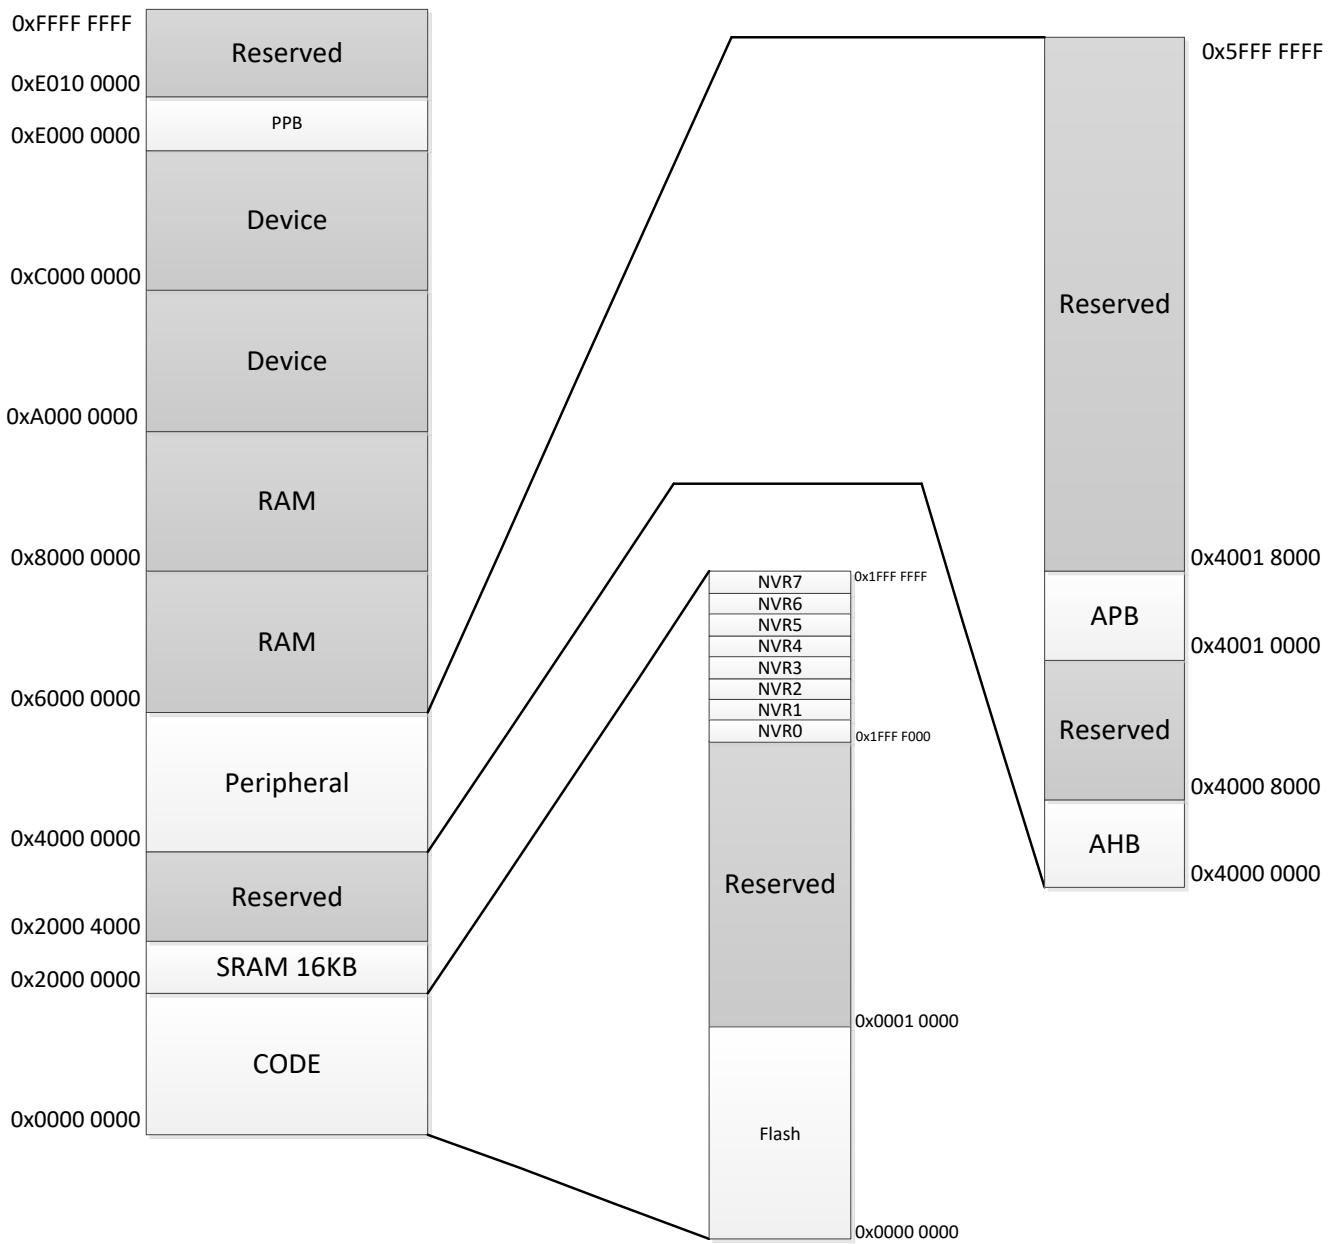 0xFFFF FFFF
Reserved
0xE010 0000
PPB
0xE000 0000
Device
0xC000 0000
Device
0xA000 0000
RAM
0x8000 0000
RAM
0x6000 0000
Peripheral
0x4000 0000
Reserved
0x2000 4000
SRAM 16KB
0x2000 0000
CODE
0x0000 0000
NVR7
0x1FFF FFFF
NVR6
NVR5
NVR4
NVR3
NVR2
NVR1
NVR0
0x1FFF F000
Reserved
0x0001 0000
Flash
0x0000 0000
0x5FFF FFFF
Reserved
0x4001 8000
APB
0x4001 0000
Reserved
0x4000 8000
AHB
0x4000 0000